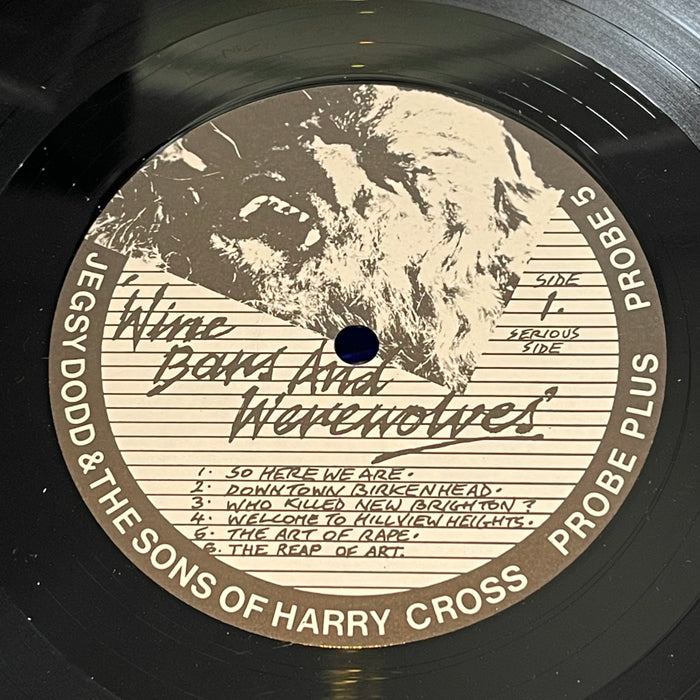 JEGSY DODD & THE SONS OF HARRY CROSS
PROBE PLUS
PROBE 5
SIDE
1.
SERIOUS
SIDE
'Wine
Bars And
Werewolves'
1. SO HERE WE ARE.
2. DOWNTOWN BIRKENHEAD.
3. WHO KILLED NEW BRIGHTON?
4. WELLCOME TO HILLVIEW HEIGHTS.
5. THE ART OF RAPE.
6. THE REAP OF ART.